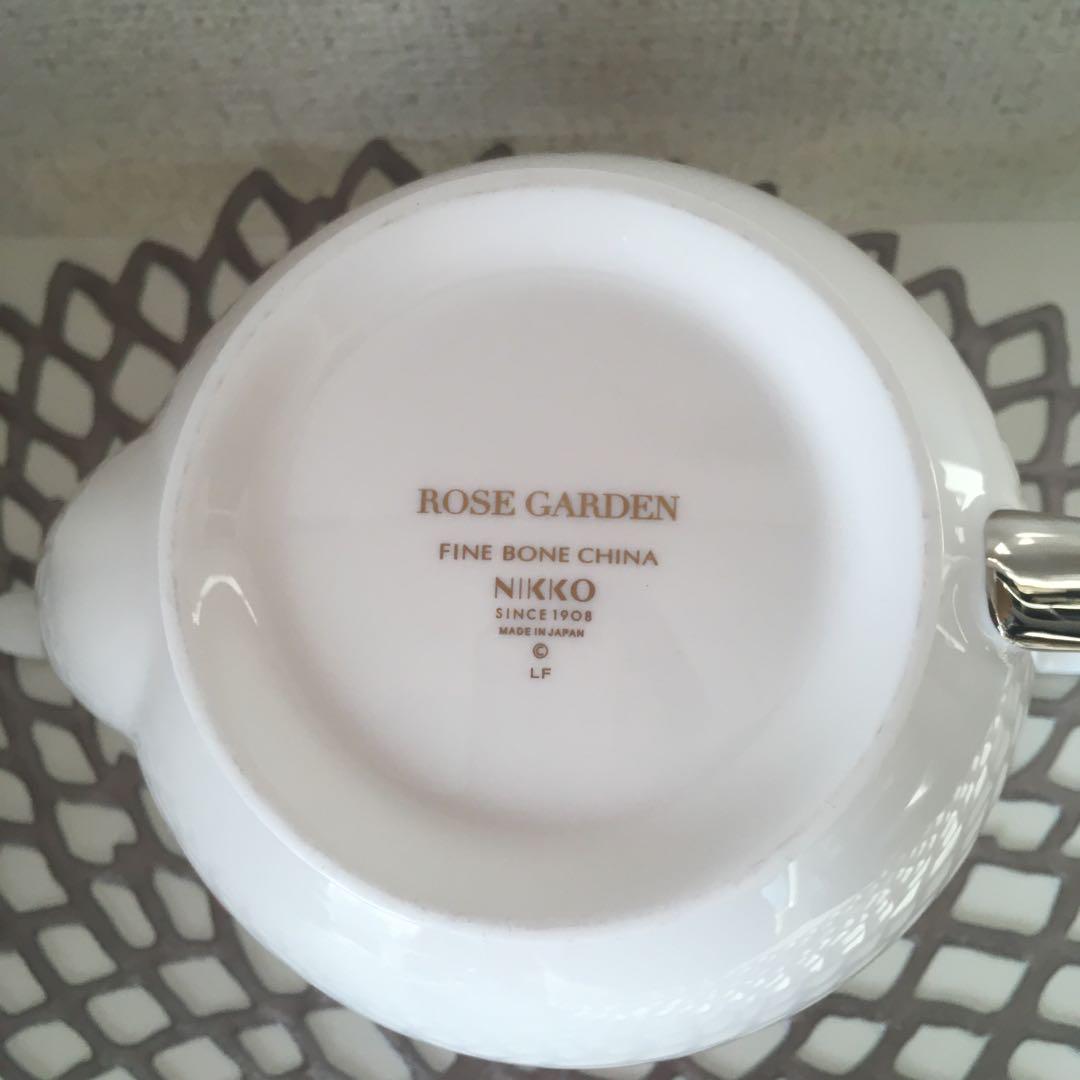 ROSE GARDEN
FINE BONE CHINA
NIKKO
SINCE 1908
MADE IN JAPAN
©
LF